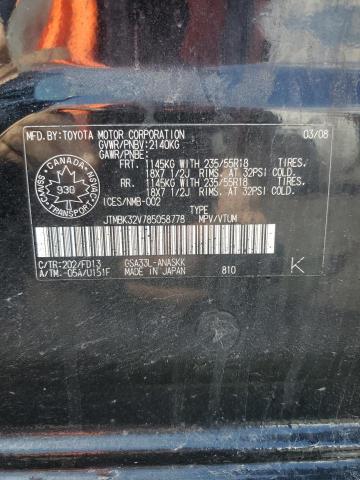 MFD.BY:TOYOTA MOTOR CORPORATION 03/08
GVWR/PNBV:2140KG
GAWR/PNBE:
FRT. 1145KG WITH 235/55R18 TIRES,
18X7 1/2J RIMS, AT 32PSI COLD
RR. 1145KG WITH 235/55R18 TIRES,
18X7 1/2J RIMS, AT 32PSI COLD
ICES/NMB-002
CANADA
936
TRANSPORT
TYPE
JTMBK32V785058778 MPV/VTUM
C/TR:202/FD13 GSA33L-ANASKK
A/TM:-05A/U151F MADE IN JAPAN 810 K